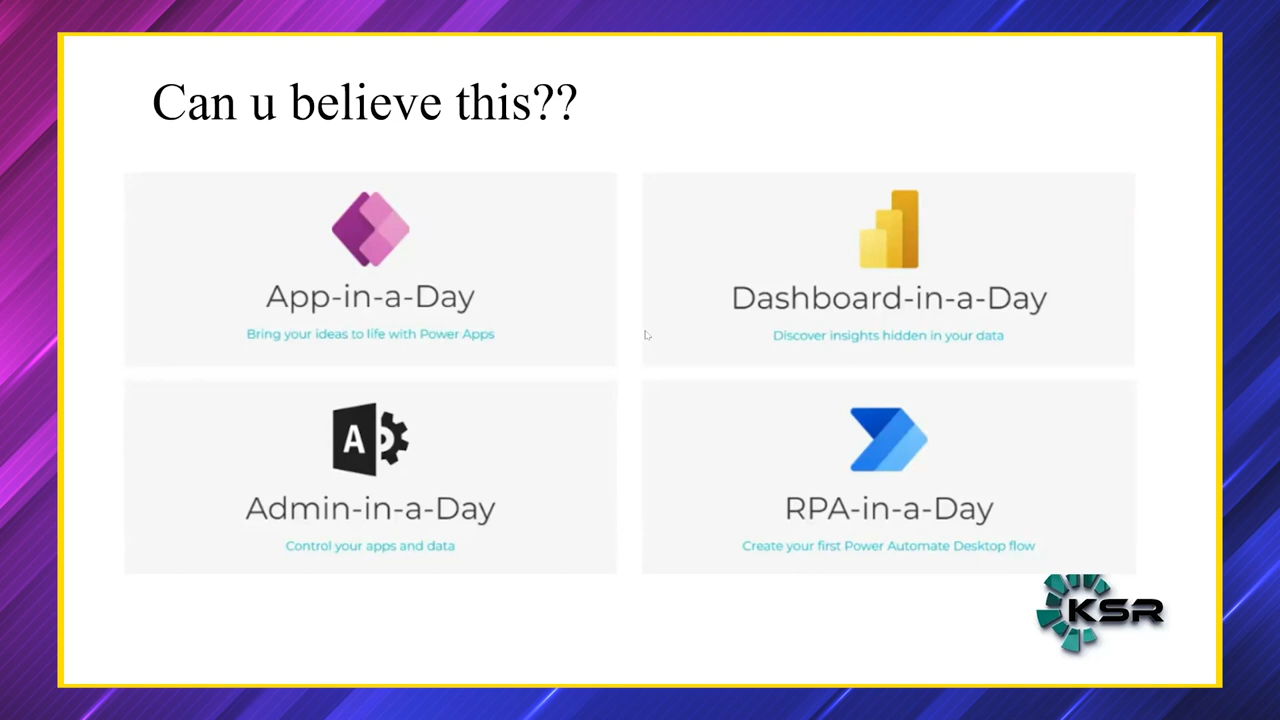 Can u believe this??
App-in-a-Day
Bring your ideas to life with Power Apps
Dashboard-in-a-Day
Discover insights hidden in your data
A
Admin-in-a-Day
Control your apps and data
RPA-in-a-Day
Create your first Power Automate Desktop flow
KSR